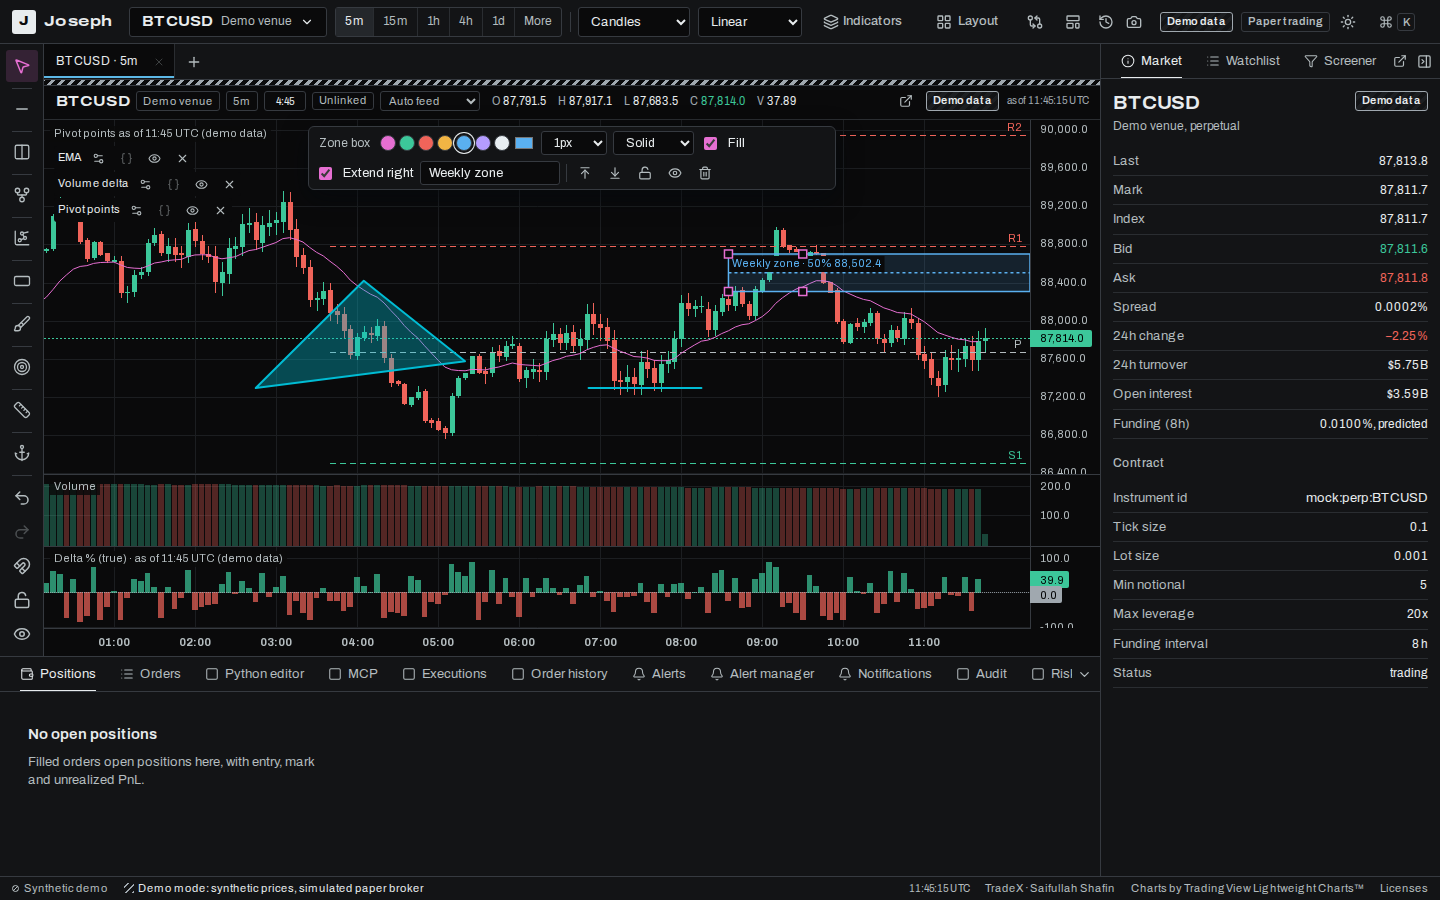 J Joseph BTCUSD Demo venue 5m 15m 1h 4h 1d More Candles Linear Indicators Layout Demo data Paper trading ⌘ K
BTCUSD · 5m
Market Watchlist Screener
BTCUSD Demo venue 5m 4:45 Unlinked Auto feed O 87,791.5 H 87,917.1 L 87,683.5 C 87,814.0 V 37.89 Demo data as of 11:45:15 UTC
Pivot points as of 11:45 UTC (demo data)
EMA
Volume delta
Pivot points
Zone box 1px Solid Fill
Extend right Weekly zone
R2
R1
Weekly zone · 50% 88,502.4
P
S1
90,000.0
89,600.0
89,200.0
88,800.0
88,400.0
88,000.0
87,814.0
87,600.0
87,200.0
86,800.0
86,400.0
Volume
200.0
100.0
Delta % (true) · as of 11:45 UTC (demo data)
100.0
39.9
0.0
-100.0
01:00 02:00 03:00 04:00 05:00 06:00 07:00 08:00 09:00 10:00 11:00
BTCUSD Demo data
Demo venue, perpetual
Last 87,813.8
Mark 87,811.7
Index 87,811.7
Bid 87,811.6
Ask 87,811.8
Spread 0.0002%
24h change −2.25%
24h turnover $5.75B
Open interest $3.59B
Funding (8h) 0.0100%, predicted
Contract
Instrument id mock:perp:BTCUSD
Tick size 0.1
Lot size 0.001
Min notional 5
Max leverage 20x
Funding interval 8h
Status trading
Positions Orders Python editor MCP Executions Order history Alerts Alert manager Notifications Audit
No open positions
Filled orders open positions here, with entry, mark
and unrealized PnL.
Synthetic demo Demo mode: synthetic prices, simulated paper broker 11:45:15 UTC TradeX · Saifullah Shafin Charts by TradingView Lightweight Charts™ Licenses